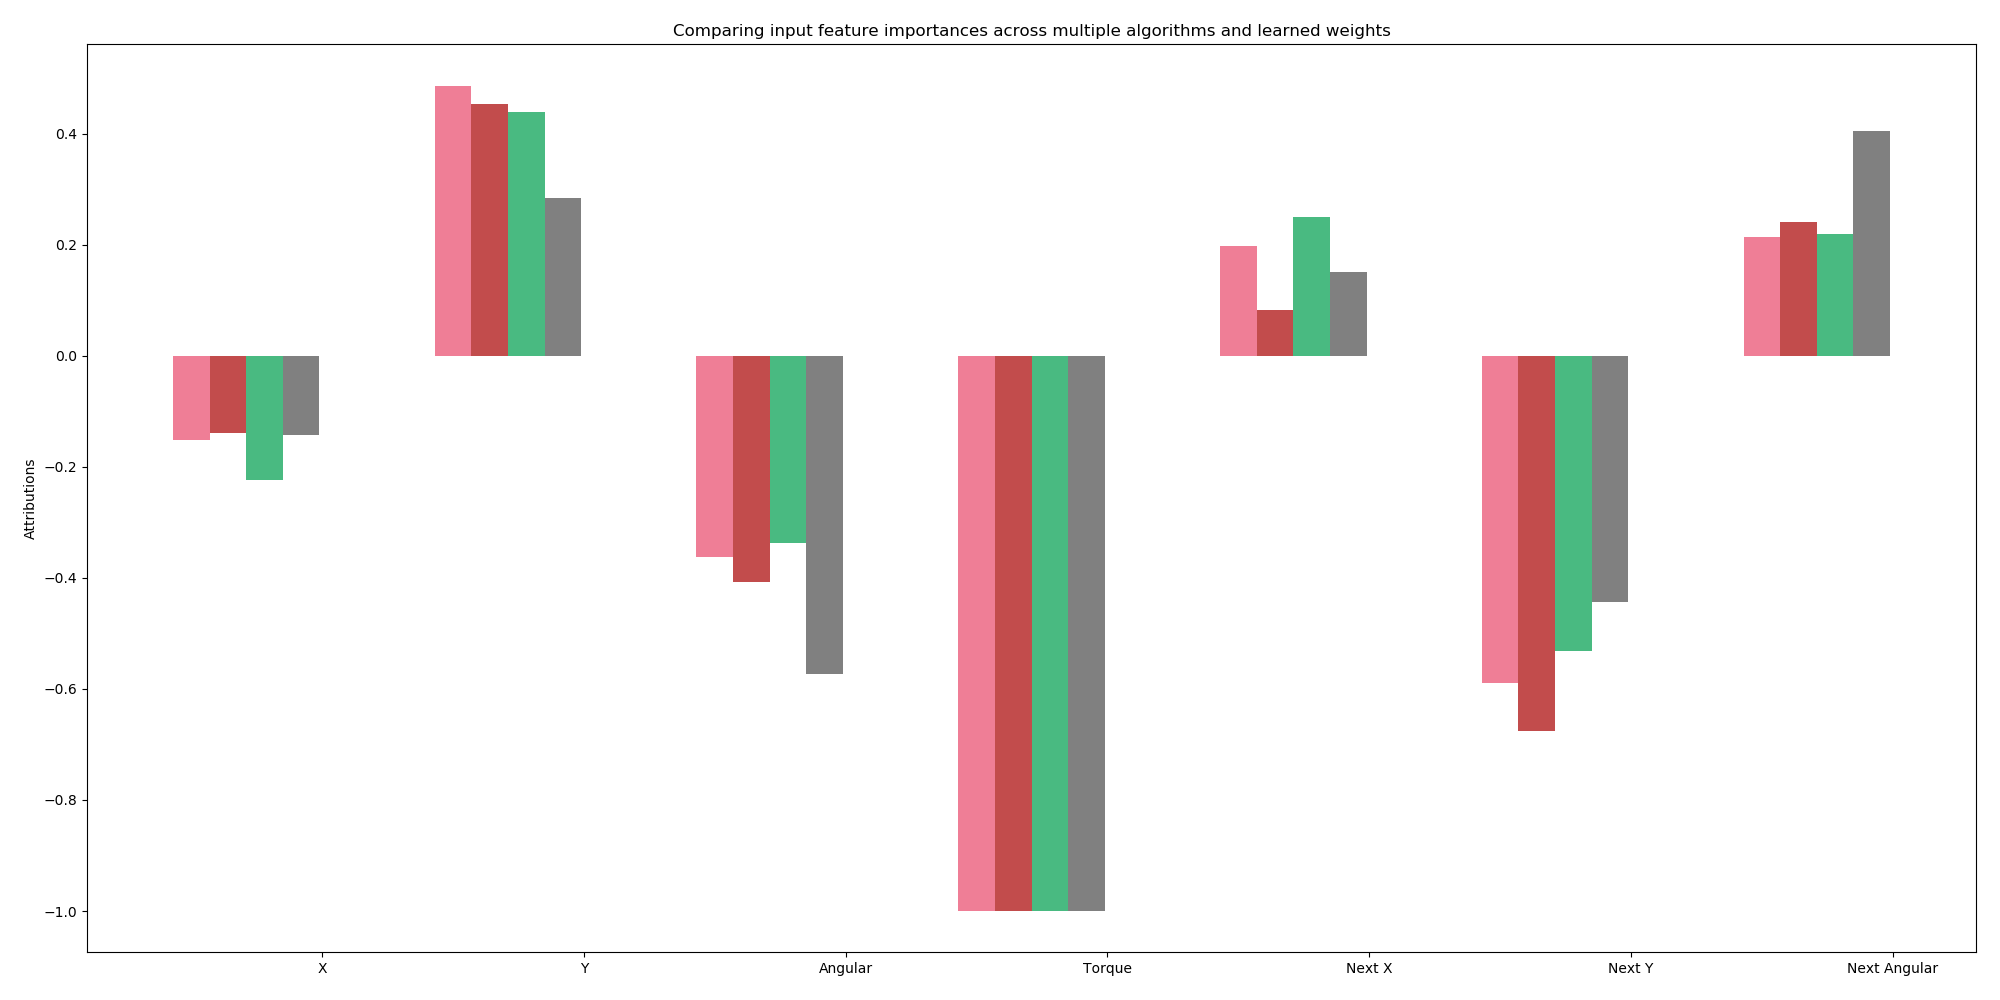 Comparing input feature importances across multiple algorithms and learned weights
Attributions
0.4
0.2
0.0
−0.2
−0.4
−0.6
−0.8
−1.0
X Y Angular Torque Next X Next Y Next Angular